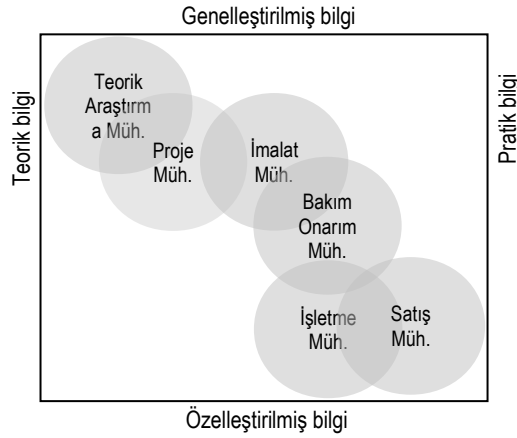 Genelleştirilmiş bilgi
Teorik bilgi
Pratik bilgi
Teorik
Araştırm
a Müh.
Proje
Müh.
İmalat
Müh.
Bakım
Onarım
Müh.
İşletme
Müh.
Satış
Müh.
Özelleştirilmiş bilgi